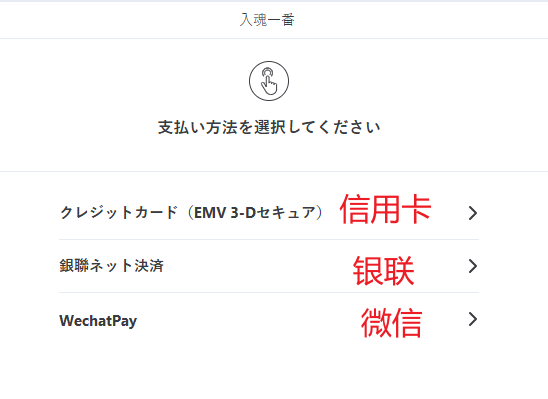 入魂一番
支払い方法を選択してください
クレジットカード（EMV 3-Dセキュア） 信用卡
銀聯ネット決済 银联
WechatPay 微信